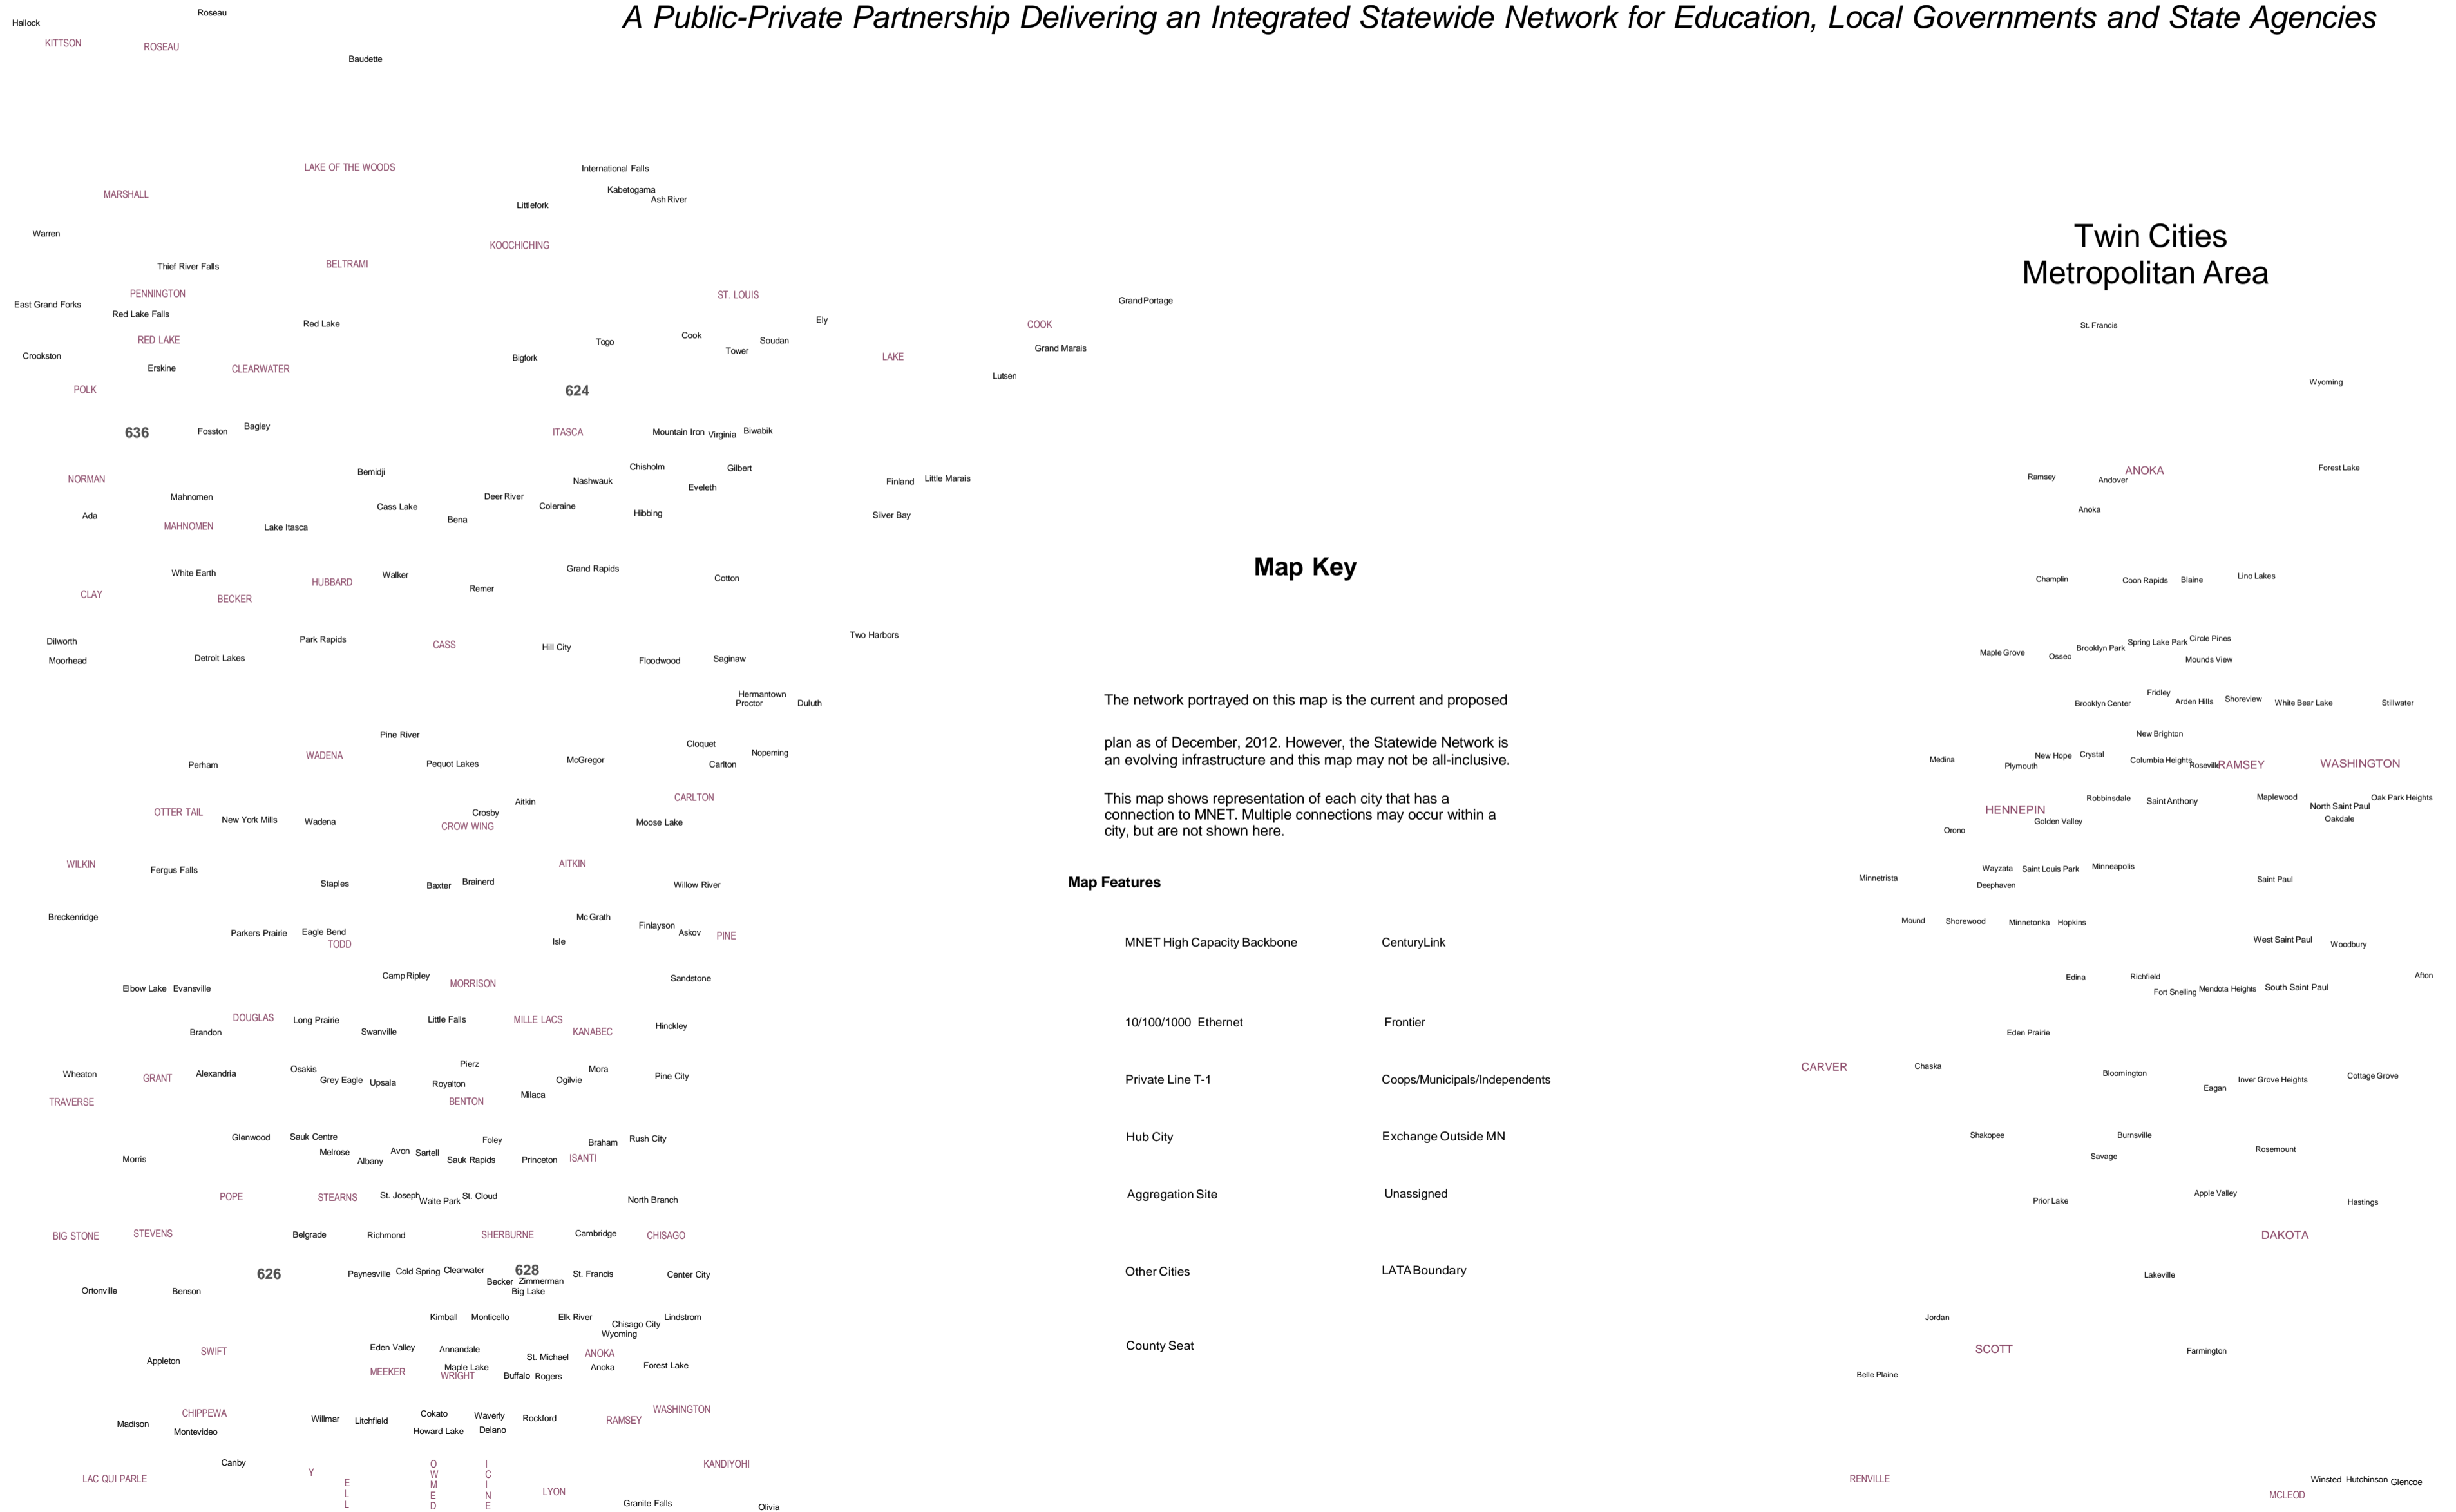 A Public-Private Partnership Delivering an Integrated Statewide Network for Education, Local Governments and State Agencies
Hallock
Roseau
KITTSON
ROSEAU
Baudette
LAKE OF THE WOODS
International Falls
MARSHALL
Kabetogama
Ash River
Littlefork
Warren
KOOCHICHING
Thief River Falls
BELTRAMI
PENNINGTON
ST. LOUIS
East Grand Forks
Grand Portage
Red Lake Falls
Red Lake
Ely
COOK
RED LAKE
Togo
Cook
Soudan
Tower
Grand Marais
Crookston
Bigfork
LAKE
Erskine
CLEARWATER
Lutsen
POLK
624
636
Fosston
Bagley
ITASCA
Mountain Iron
Virginia
Biwabik
Bemidji
Chisholm
Gilbert
NORMAN
Nashwauk
Eveleth
Finland
Little Marais
Mahnomen
Deer River
Cass Lake
Coleraine
Ada
Bena
Hibbing
Silver Bay
MAHNOMEN
Lake Itasca
White Earth
HUBBARD
Walker
Grand Rapids
Cotton
Remer
CLAY
BECKER
Dilworth
Park Rapids
CASS
Hill City
Two Harbors
Moorhead
Detroit Lakes
Floodwood
Saginaw
Hermantown
Proctor
Duluth
Pine River
Cloquet
Nopeming
WADENA
Perham
Pequot Lakes
McGregor
Carlton
CARLTON
Aitkin
OTTER TAIL
New York Mills
Wadena
Crosby
CROW WING
Moose Lake
WILKIN
Fergus Falls
AITKIN
Staples
Baxter
Brainerd
Willow River
Breckenridge
Mc Grath
Parkers Prairie
Eagle Bend
TODD
Isle
Finlayson
Askov
PINE
Camp Ripley
MORRISON
Sandstone
Elbow Lake
Evansville
DOUGLAS
Long Prairie
Little Falls
MILLE LACS
Brandon
Swanville
KANABEC
Hinckley
Pierz
Wheaton
GRANT
Alexandria
Osakis
Grey Eagle
Upsala
Royalton
Ogilvie
Mora
Pine City
TRAVERSE
BENTON
Milaca
Glenwood
Sauk Centre
Foley
Braham
Rush City
Morris
Melrose
Albany
Avon
Sartell
Sauk Rapids
Princeton
ISANTI
POPE
STEARNS
St. Joseph
Waite Park
St. Cloud
North Branch
BIG STONE
STEVENS
Belgrade
Richmond
SHERBURNE
Cambridge
CHISAGO
626
Paynesville
Cold Spring
Clearwater
628
Becker
Zimmerman
St. Francis
Center City
Ortonville
Benson
Big Lake
Kimball
Monticello
Elk River
Chisago City
Lindstrom
Wyoming
SWIFT
Eden Valley
Annandale
St. Michael
ANOKA
Appleton
MEEKER
Maple Lake
WRIGHT
Buffalo
Rogers
Anoka
Forest Lake
CHIPPEWA
Madison
Montevideo
Willmar
Litchfield
Cokato
Howard Lake
Waverly
Delano
Rockford
RAMSEY
WASHINGTON
LAC QUI PARLE
Canby
Y
E
L
L
O
W
M
E
D
I
C
I
N
E
LYON
KANDIYOHI
Granite Falls
Olivia
Map Key
The network portrayed on this map is the current and proposed
plan as of December, 2012. However, the Statewide Network is
an evolving infrastructure and this map may not be all-inclusive.
This map shows representation of each city that has a
connection to MNET. Multiple connections may occur within a
city, but are not shown here.
Map Features
MNET High Capacity Backbone
CenturyLink
10/100/1000 Ethernet
Frontier
Private Line T-1
Coops/Municipals/Independents
Hub City
Exchange Outside MN
Aggregation Site
Unassigned
Other Cities
LATA Boundary
County Seat
Twin Cities
Metropolitan Area
St. Francis
Wyoming
Ramsey
Andover
ANOKA
Forest Lake
Anoka
Champlin
Coon Rapids
Blaine
Lino Lakes
Maple Grove
Osseo
Brooklyn Park
Spring Lake Park
Circle Pines
Mounds View
Brooklyn Center
Fridley
Arden Hills
Shoreview
White Bear Lake
Stillwater
New Brighton
Medina
Plymouth
New Hope
Crystal
Columbia Heights
Roseville
RAMSEY
WASHINGTON
HENNEPIN
Robbinsdale
Saint Anthony
Maplewood
North Saint Paul
Oak Park Heights
Orono
Golden Valley
Oakdale
Minnetrista
Wayzata
Deephaven
Saint Louis Park
Minneapolis
Saint Paul
Mound
Shorewood
Minnetonka
Hopkins
West Saint Paul
Woodbury
Edina
Richfield
Afton
Fort Snelling
Mendota Heights
South Saint Paul
Eden Prairie
CARVER
Chaska
Bloomington
Eagan
Inver Grove Heights
Cottage Grove
Shakopee
Burnsville
Savage
Rosemount
Prior Lake
Apple Valley
Hastings
DAKOTA
Lakeville
Jordan
SCOTT
Farmington
Belle Plaine
RENVILLE
Winsted
Hutchinson
Glencoe
MCLEOD